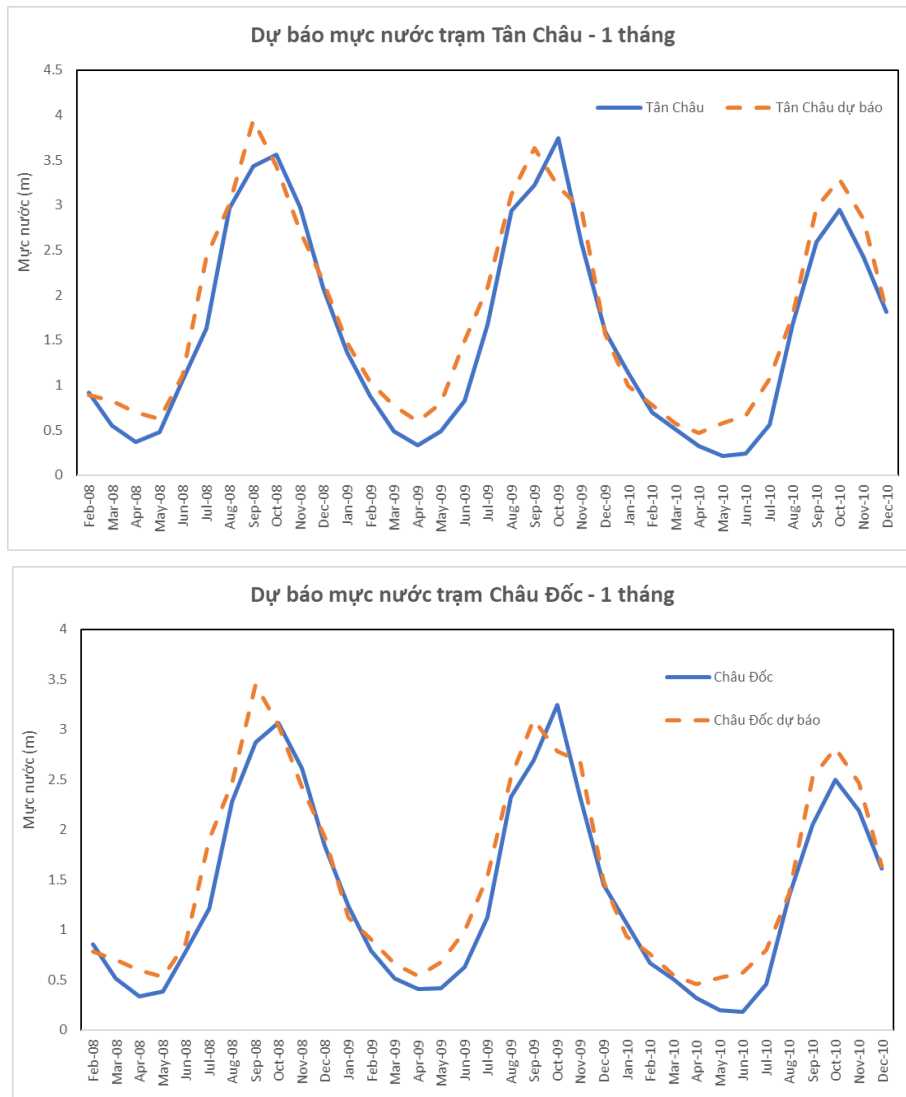 Dự báo mực nước trạm Tân Châu - 1 tháng
Mực nước (m)
4.5
4
3.5
3
2.5
2
1.5
1
0.5
0
Tân Châu
Tân Châu dự báo
Feb-08
Mar-08
Apr-08
May-08
Jun-08
Jul-08
Aug-08
Sep-08
Oct-08
Nov-08
Dec-08
Jan-09
Feb-09
Mar-09
Apr-09
May-09
Jun-09
Jul-09
Aug-09
Sep-09
Oct-09
Nov-09
Dec-09
Jan-10
Feb-10
Mar-10
Apr-10
May-10
Jun-10
Jul-10
Aug-10
Sep-10
Oct-10
Nov-10
Dec-10
Dự báo mực nước trạm Châu Đốc - 1 tháng
Mực nước (m)
4
3.5
3
2.5
2
1.5
1
0.5
0
Châu Đốc
Châu Đốc dự báo
Feb-08
Mar-08
Apr-08
May-08
Jun-08
Jul-08
Aug-08
Sep-08
Oct-08
Nov-08
Dec-08
Jan-09
Feb-09
Mar-09
Apr-09
May-09
Jun-09
Jul-09
Aug-09
Sep-09
Oct-09
Nov-09
Dec-09
Jan-10
Feb-10
Mar-10
Apr-10
May-10
Jun-10
Jul-10
Aug-10
Sep-10
Oct-10
Nov-10
Dec-10